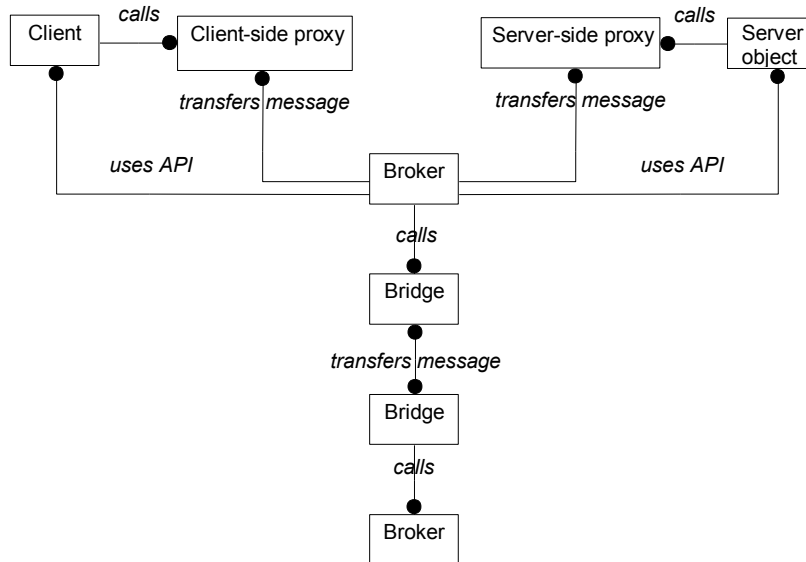 calls
calls
Client
Client-side proxy
Server-side proxy
Server
object
transfers message
transfers message
uses API
Broker
uses API
calls
Bridge
transfers message
Bridge
calls
Broker